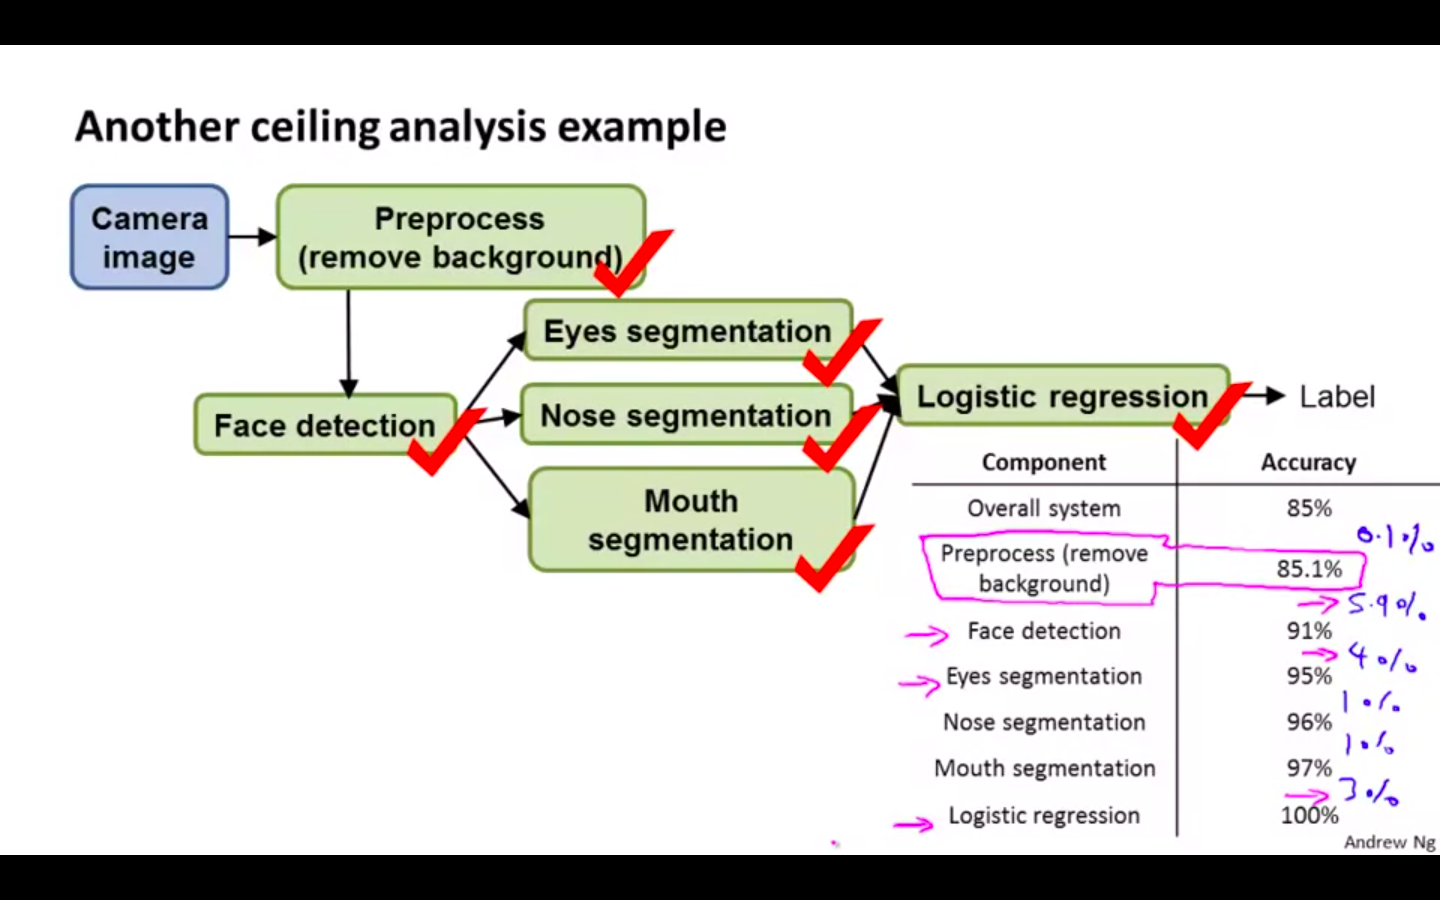 Another ceiling analysis example
Camera
image
Preprocess
(remove background)
Eyes segmentation
Logistic regression
Label
Nose segmentation
Face detection
Mouth
segmentation
Component Accuracy
Overall system 85%
0.1%
Preprocess (remove
background) 85.1%
5.9%
Face detection 91%
4%
Eyes segmentation 95%
1%
Nose segmentation 96%
1%
Mouth segmentation 97%
3%
Logistic regression 100%
Andrew Ng